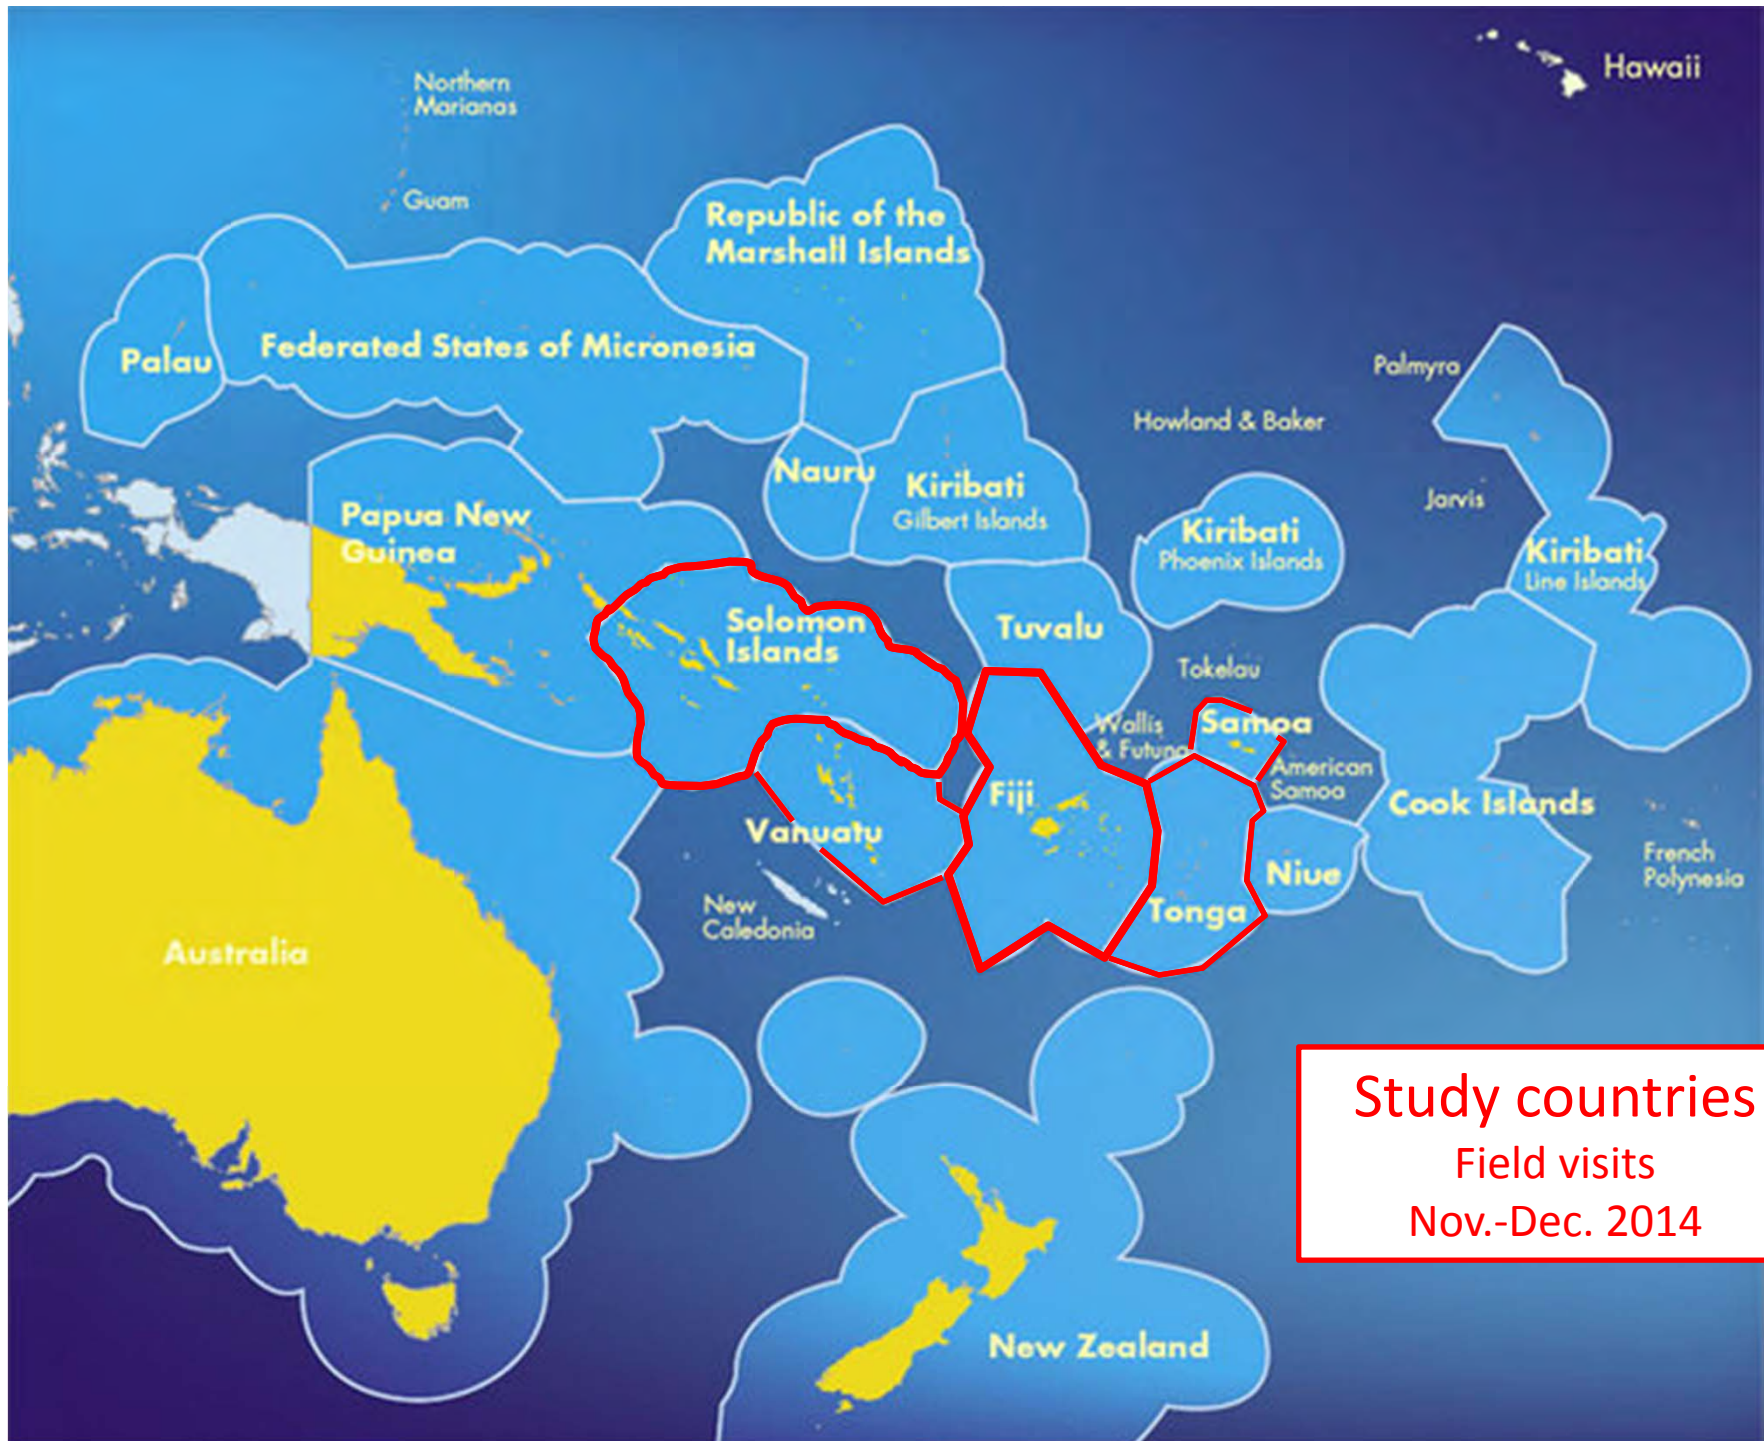 Hawaii
Northern
Marianas
Guam
Republic of the
Marshall Islands
Palau
Federated States of Micronesia
Palmyra
Howland & Baker
Nauru
Kiribati
Gilbert Islands
Jarvis
Papua New
Guinea
Kiribati
Phoenix Islands
Kiribati
Line Islands
Solomon
Islands
Tuvalu
Tokelau
Wallis
& Futuna
Samoa
American
Samoa
Fiji
Cook Islands
Vanuatu
Niue
French
Polynesia
New
Caledonia
Tonga
Australia
Study countries
Field visits
Nov.-Dec. 2014
New Zealand